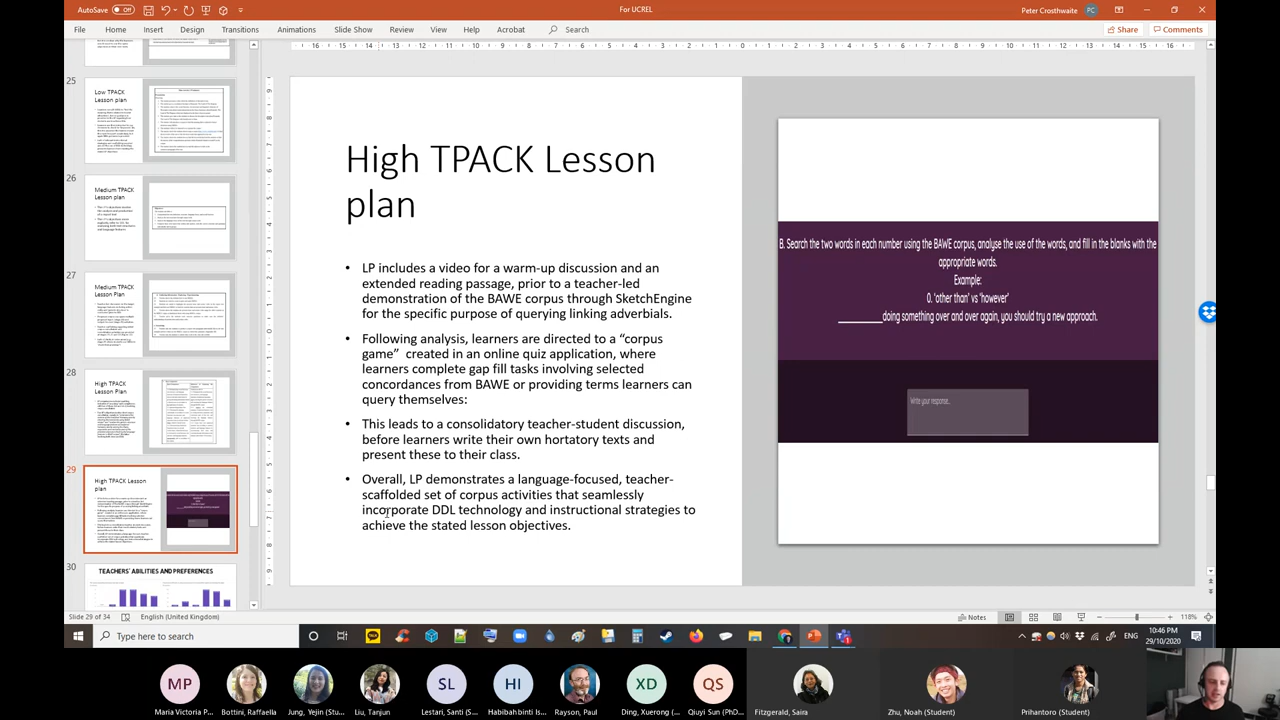 AutoSave Off
For UCREL
Peter Crosthwaite PC
File Home Insert Design Transitions Animations Slide Show Review View Help Acrobat Search
Share Comments
25
Low TPACK
Lesson plan
26
Medium TPACK
Lesson plan
27
Medium TPACK
Lesson Plan
28
High TPACK
Lesson Plan
29
High TPACK Lesson
plan
30
TEACHERS' ABILITIES AND PREFERENCES
High TPACK Lesson
plan
• LP includes a video for a warm-up discussion and an
extended reading passage, prior to a teacher-led
demonstration of the BAWE corpus through SketchEngine
for the specific purpose of querying linking adverbials.
• Following analysis, learners are directed to a “corpus
game” created in an online quiz application, where
learners complete gap fill tasks involving selected
concordances from BAWE or providing terms learners can
query themselves:
• This leads to a consolidatory teacher-student discussion,
before learners write their own hortatory texts and
present these to their class.
• Overall, LP demonstrates a language-focused, teacher-
scaffolded set of corpus activities that seamlessly
incorporate DDL technology and instructional strategies to
achieve the stated lesson objectives.
B. Search the two words in each number using the BAWE corpus, analyse the use of the words, and fill in the blanks with the
appropriate words.
Example:
0. 'other than' vs 'however'
________doing something over and over again, you should try a new approach.
Write your response...
Slide 29 of 34 English (United Kingdom)
Notes 118%
Type here to search
ENG
10:46 PM
29/10/2020
MP SL HI XD QS
Maria Victoria P... Bottini, Raffaella Jung, Yejin (Stu... Liu, Tanjun Lestari, Santi (S... Habibah binti Is... Rayson, Paul Ding, Xuerong (... Qiuyi Sun (PhD... Fitzgerald, Saira Zhu, Noah (Student) Prihantoro (Student)